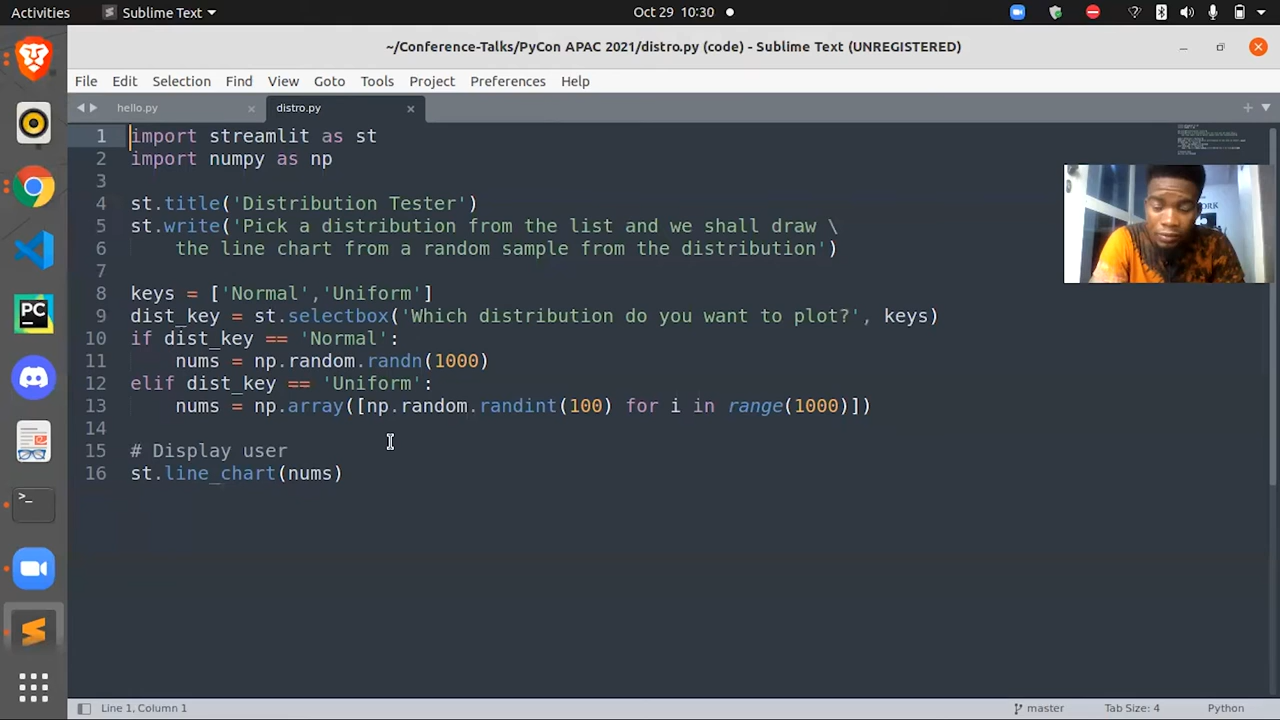 Activities
Sublime Text
Oct 29 10:30
~/Conference-Talks/PyCon APAC 2021/distro.py (code) - Sublime Text (UNREGISTERED)
File Edit Selection Find View Goto Tools Project Preferences Help
hello.py
distro.py
1 import streamlit as st
2 import numpy as np
3
4 st.title('Distribution Tester')
5 st.write('Pick a distribution from the list and we shall draw \
6     the line chart from a random sample from the distribution')
7
8 keys = ['Normal','Uniform']
9 dist_key = st.selectbox('Which distribution do you want to plot?', keys)
10 if dist_key == 'Normal':
11     nums = np.random.randn(1000)
12 elif dist_key == 'Uniform':
13     nums = np.array([np.random.randint(100) for i in range(1000)])
14
15 # Display user
16 st.line_chart(nums)
PC
>_
Line 1, Column 1
master
Tab Size: 4
Python